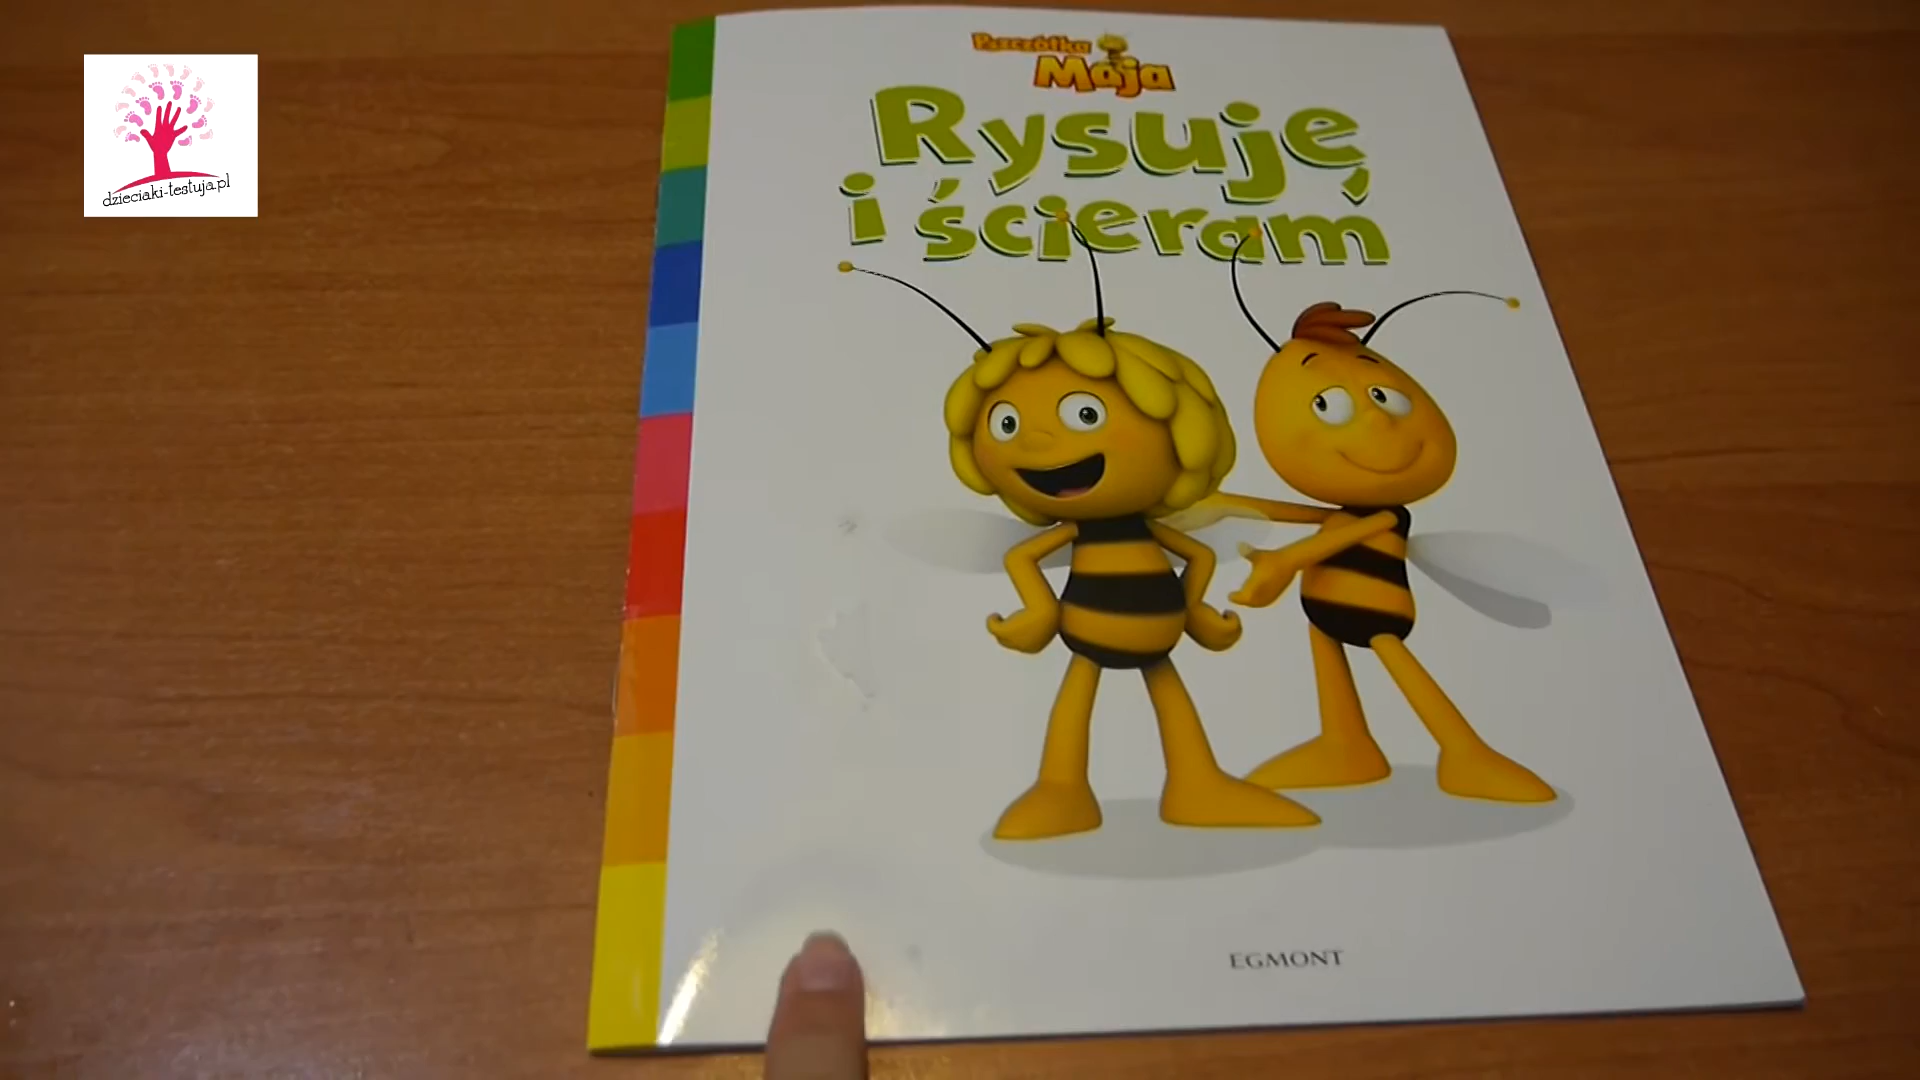 dzieciaki-testuja.pl
Pszczółka
Maja
Rysuję
i ścieram
EGMONT